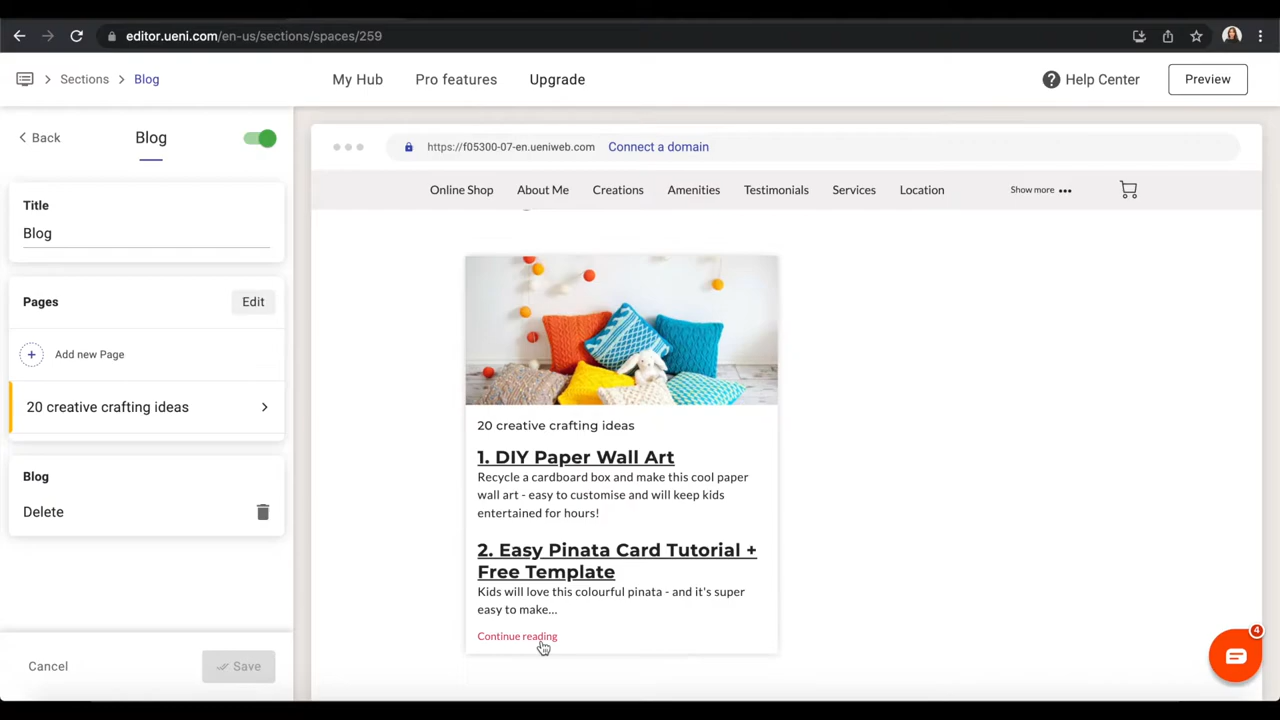 editor.ueni.com/en-us/sections/spaces/259
Sections > Blog
My Hub
Pro features
Upgrade
Help Center
Preview
Back
Blog
https://f05300-07-en.ueniweb.com
Connect a domain
Online Shop
About Me
Creations
Amenities
Testimonials
Services
Location
Show more
Title
Blog
Pages
Edit
Add new Page
20 creative crafting ideas
Blog
Delete
Cancel
Save
20 creative crafting ideas
1. DIY Paper Wall Art
Recycle a cardboard box and make this cool paper
wall art - easy to customise and will keep kids
entertained for hours!
2. Easy Pinata Card Tutorial +
Free Template
Kids will love this colourful pinata - and it's super
easy to make...
Continue reading
4